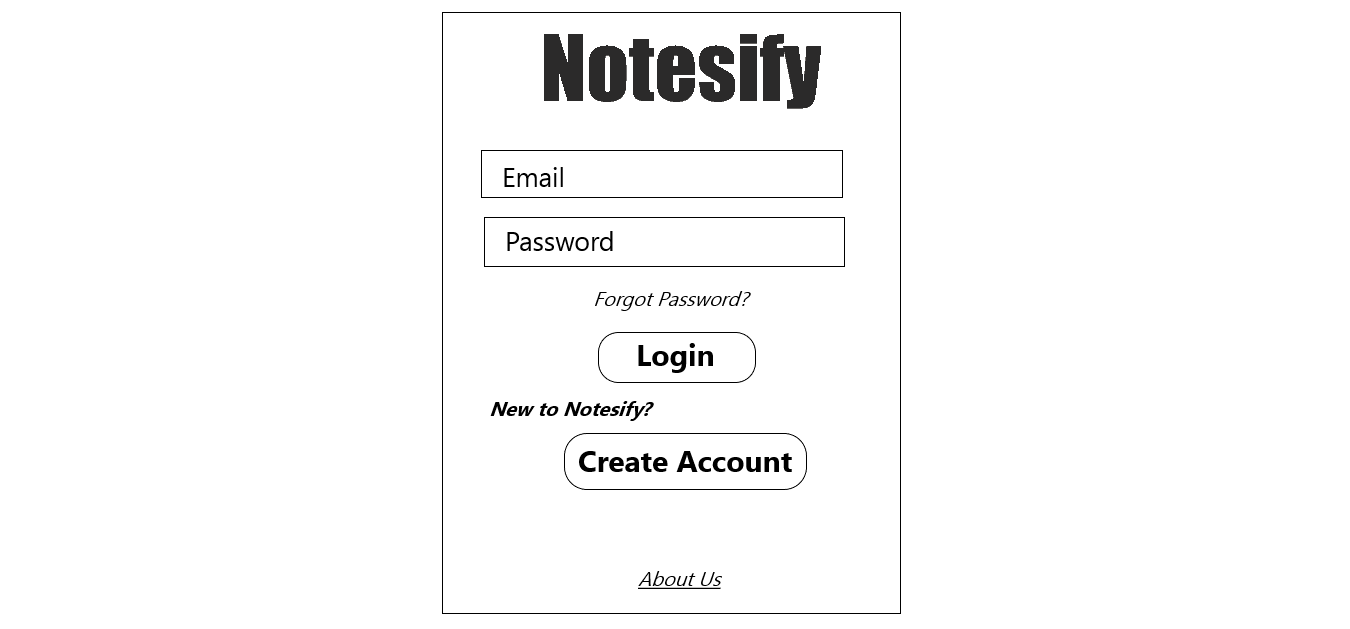 Notesify
Email
Password
Forgot Password?
Login
New to Notesify?
Create Account
About Us